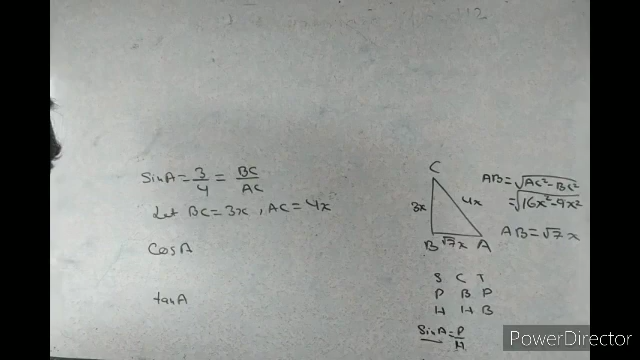 SinA = 3/4 = BC/AC
Let BC = 3x, AC = 4x
CosA
tanA
C
3x
4x
B √7x A
AB = √AC² - BC²
= √16x² - 9x²
AB = √7 x
S C T
P B P
H H B
SinA = P/H
PowerDirector